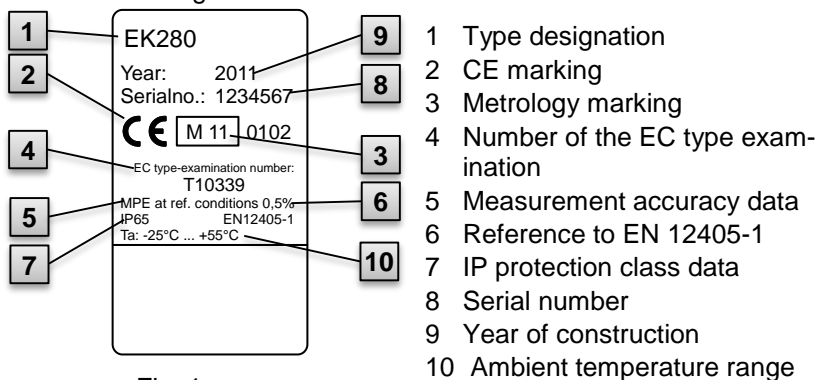 1
2
4
5
7
EK280
Year: 2011
Serialno.: 1234567
CE M 11 0102
EC type-examination number:
T10339
MPE at ref. conditions 0,5%
IP65 EN12405-1
Ta: -25°C ... +55°C
9
8
3
6
10
1 Type designation
2 CE marking
3 Metrology marking
4 Number of the EC type exam-
ination
5 Measurement accuracy data
6 Reference to EN 12405-1
7 IP protection class data
8 Serial number
9 Year of construction
10 Ambient temperature range